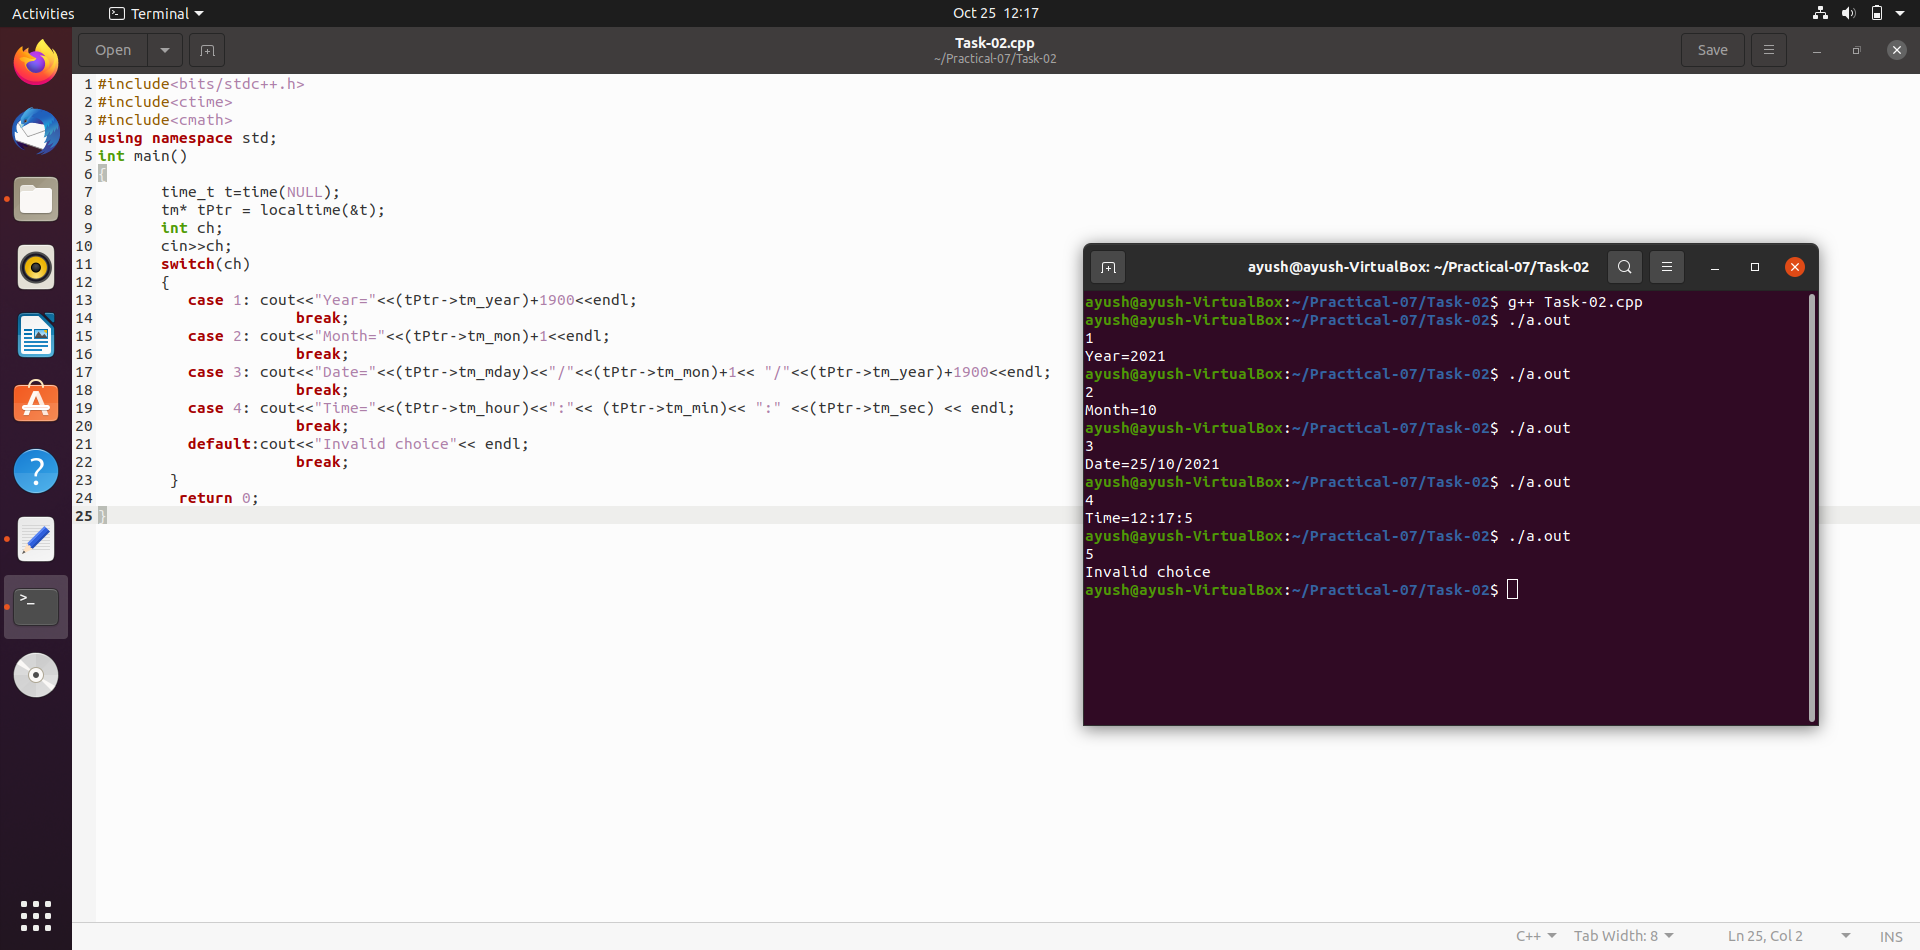 Activities
Terminal
Oct 25 12:17
Open
Task-02.cpp
~/Practical-07/Task-02
Save
1 #include<bits/stdc++.h>
2 #include<ctime>
3 #include<cmath>
4 using namespace std;
5 int main()
6 {
7 time_t t=time(NULL);
8 tm* tPtr = localtime(&t);
9 int ch;
10 cin>>ch;
11 switch(ch)
12 {
13 case 1: cout<<"Year="<<(tPtr->tm_year)+1900<<endl;
14 break;
15 case 2: cout<<"Month="<<(tPtr->tm_mon)+1<<endl;
16 break;
17 case 3: cout<<"Date="<<(tPtr->tm_mday)<<"/"<<(tPtr->tm_mon)+1<< "/"<<(tPtr->tm_year)+1900<<endl;
18 break;
19 case 4: cout<<"Time="<<(tPtr->tm_hour)<<":"<< (tPtr->tm_min)<< ":" <<(tPtr->tm_sec) << endl;
20 break;
21 default:cout<<"Invalid choice"<< endl;
22 break;
23 }
24 return 0;
25 }
ayush@ayush-VirtualBox: ~/Practical-07/Task-02
ayush@ayush-VirtualBox:~/Practical-07/Task-02$ g++ Task-02.cpp
ayush@ayush-VirtualBox:~/Practical-07/Task-02$ ./a.out
1
Year=2021
ayush@ayush-VirtualBox:~/Practical-07/Task-02$ ./a.out
2
Month=10
ayush@ayush-VirtualBox:~/Practical-07/Task-02$ ./a.out
3
Date=25/10/2021
ayush@ayush-VirtualBox:~/Practical-07/Task-02$ ./a.out
4
Time=12:17:5
ayush@ayush-VirtualBox:~/Practical-07/Task-02$ ./a.out
5
Invalid choice
ayush@ayush-VirtualBox:~/Practical-07/Task-02$
C++
Tab Width: 8
Ln 25, Col 2
INS